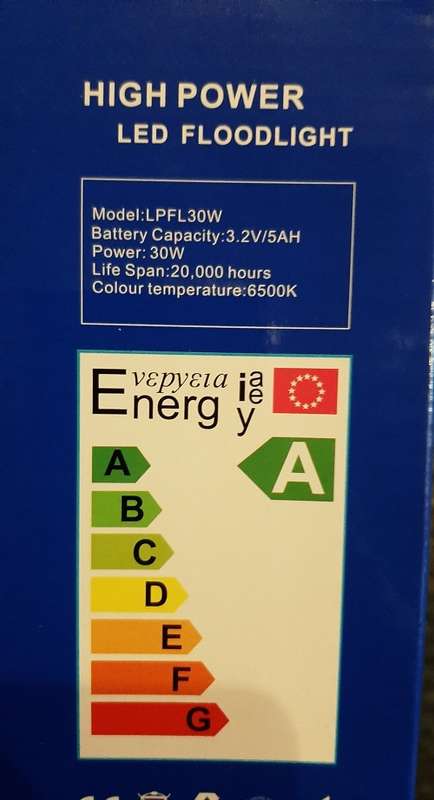 HIGH POWER
LED FLOODLIGHT
Model:LPFL30W
Battery Capacity:3.2V/5AH
Power: 30W
Life Span:20,000 hours
Colour temperature:6500K
Energ
νεργεια
i
a
e
y
A
A
B
C
D
E
F
G